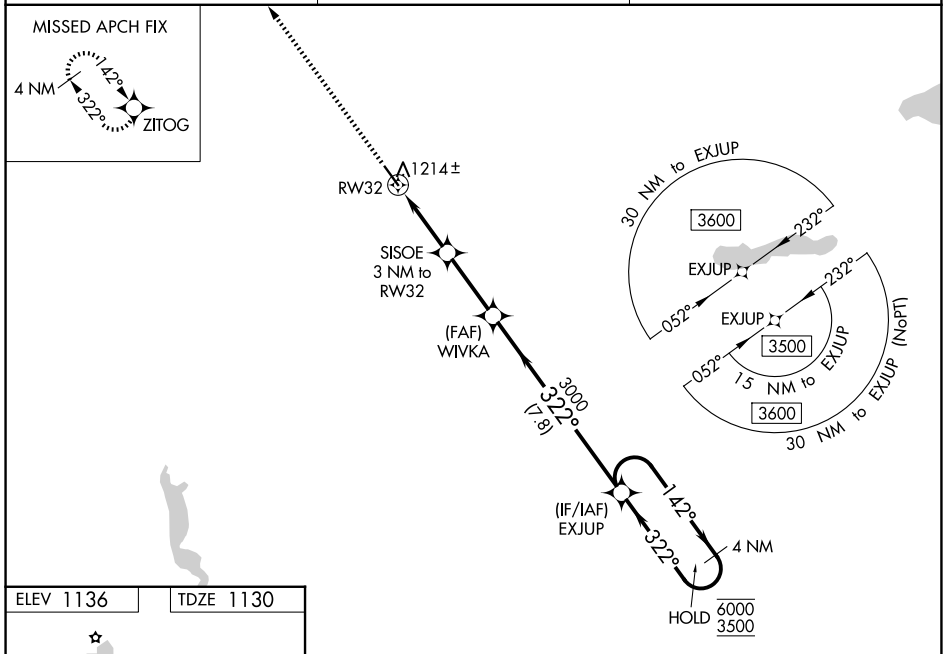 MISSED APCH FIX
4 NM
142°
322°
ZITOG
1214±
RW32
SISOE
3 NM to
RW32
(FAF)
WIVKA
3000
322°
(7.8)
(IF/IAF)
EXJUP
142°
322°
4 NM
HOLD
6000
3500
30 NM to EXJUP
3600
232°
EXJUP
052°
232°
EXJUP
3500
052°
15 NM to EXJUP
3600
30 NM to EXJUP (NoPT)
ELEV 1136
TDZE 1130